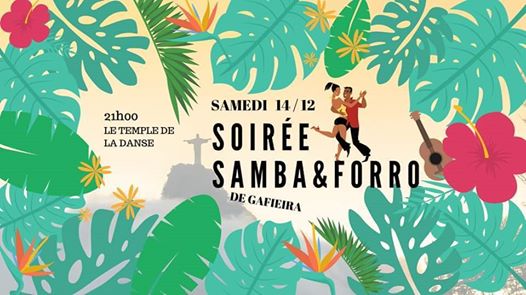 21h00
LE TEMPLE DE
LA DANSE
SAMEDI 14/12
SOIRÉE
SAMBA&FORRO
DE GAFIEIRA